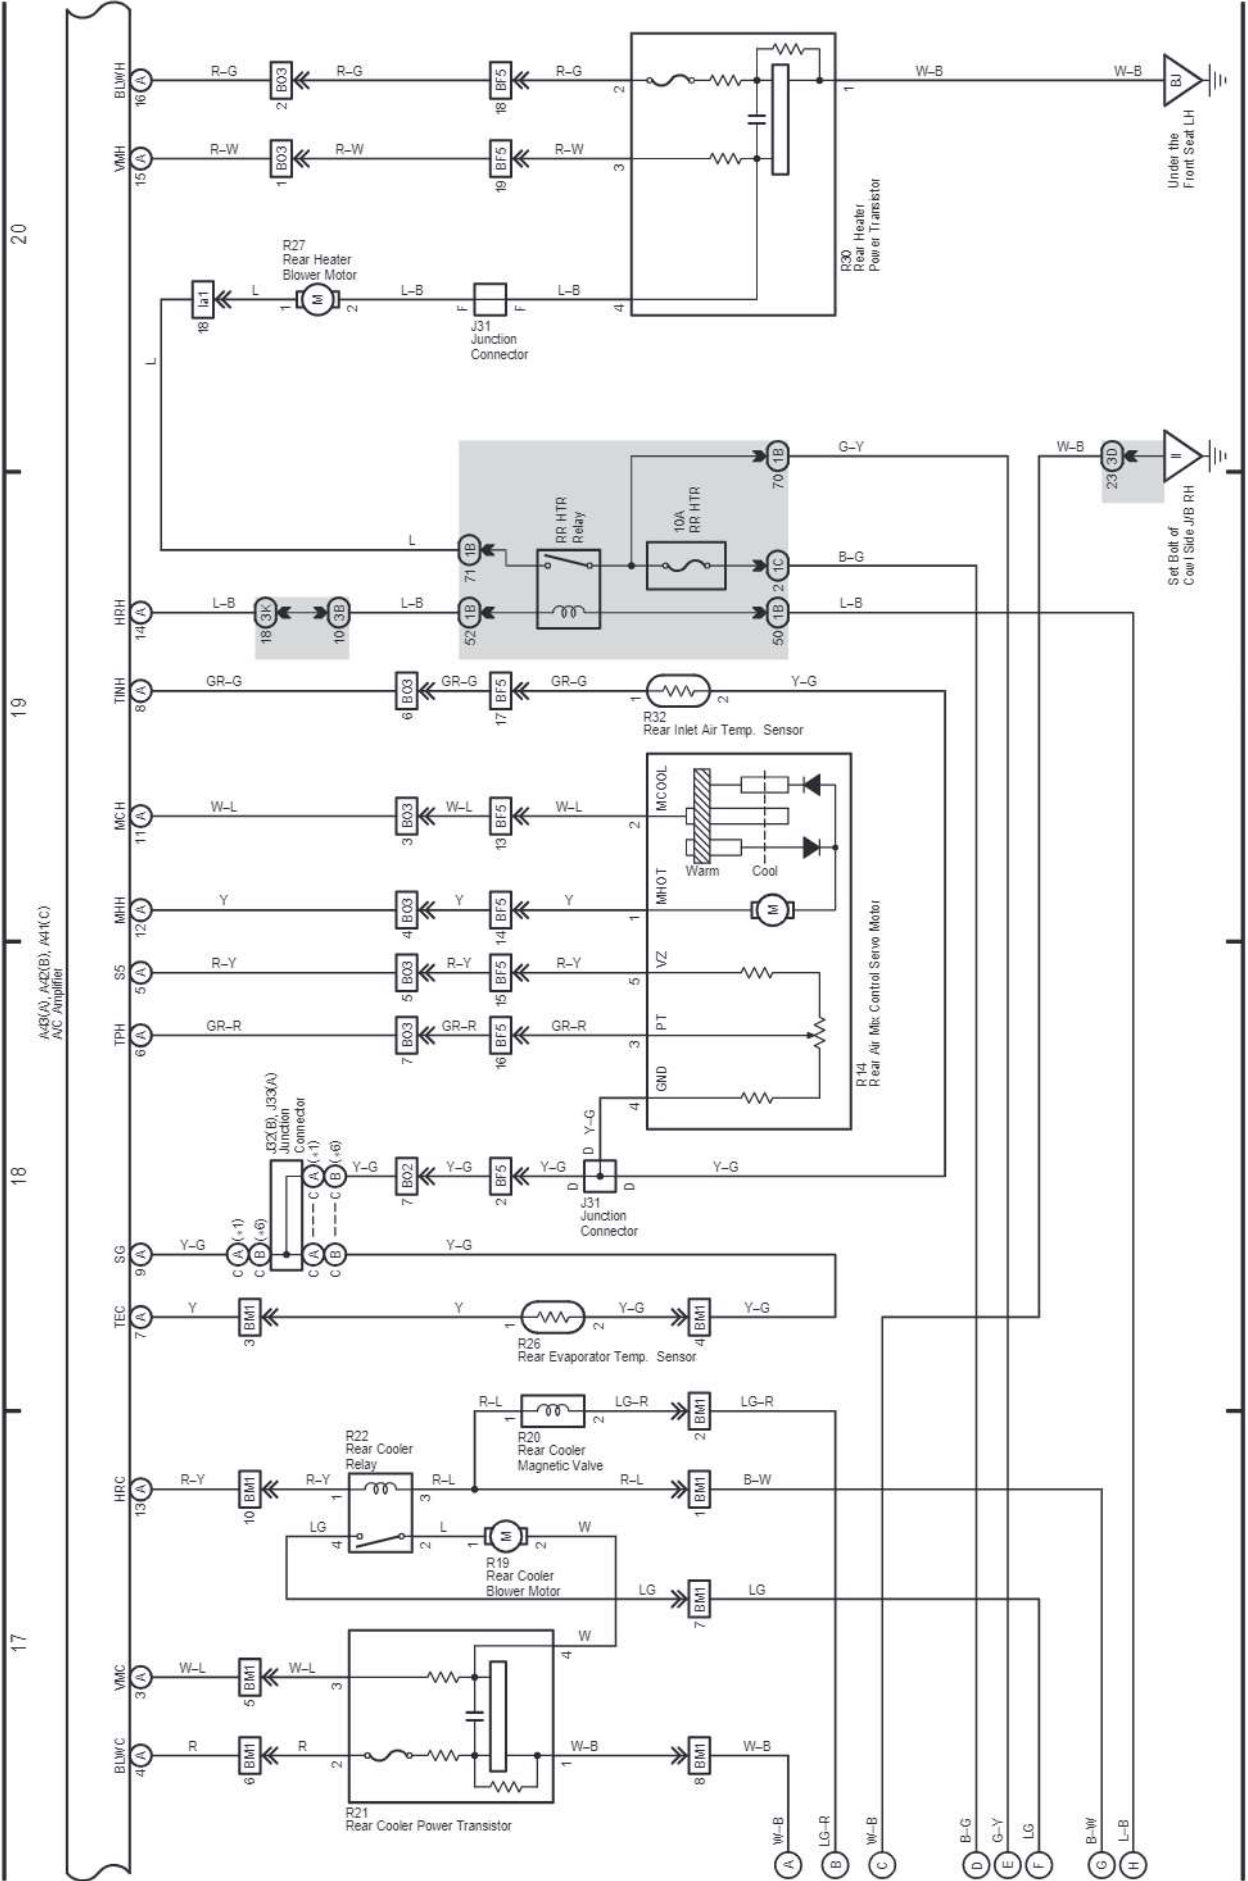 20
19
18
17
A43(A), A42(B), A41(C)
A/C Amplifier
BLWH
16 A
R–G
2 BO3
R–G
18 BF5
R–G
2
1
W–B
W–B
BJ
Under the
Front Seat LH
VMH
15 A
R–W
1 BO3
R–W
19 BF5
R–W
3
R30
Rear Heater
Power Transistor
R27
Rear Heater
Blower Motor
18 Ia1
L
1
M
2
L–B
F
F
L–B
4
J31
Junction
Connector
L
L
71 1B
RR HTR
Relay
10A
RR HTR
70 1B
G–Y
2 1C
B–G
W–B
23 3D
II
Set Bolt of
Cowl Side J/B RH
HRH
14 A
L–B
18 3K
10 3B
L–B
52 1B
50 1B
L–B
TINH
8 A
GR–G
6 BO3
GR–G
17 BF5
GR–G
1
2
Y–G
R32
Rear Inlet Air Temp. Sensor
MCH
11 A
W–L
3 BO3
W–L
13 BF5
W–L
2
MCOOL
Warm
Cool
MHH
12 A
Y
4 BO3
Y
14 BF5
Y
1
MHOT
M
S5
5 A
R–Y
5 BO3
R–Y
15 BF5
R–Y
5
VZ
TPH
6 A
GR–R
7 BO3
GR–R
16 BF5
GR–R
3
PT
4
GND
R14
Rear Air Mix Control Servo Motor
J32(B), J33(A)
Junction
Connector
C A (*1)
C B (*6)
C A
C B
C A (*1)
C B (*6)
Y–G
7 BO2
Y–G
2 BF5
Y–G
D
D
D
Y–G
Y–G
J31
Junction
Connector
SG
9 A
Y–G
Y–G
TEC
7 A
Y
3 BM1
Y
1
2
Y–G
4 BM1
Y–G
R26
Rear Evaporator Temp. Sensor
R–L
1
2
LG–R
2 BM1
LG–R
R20
Rear Cooler
Magnetic Valve
R22
Rear Cooler
Relay
HRC
13 A
R–Y
10 BM1
R–Y
1
3
R–L
R–L
1 BM1
B–W
LG
4
2
L
1
M
2
W
R19
Rear Cooler
Blower Motor
LG
7 BM1
LG
VMC
3 A
W–L
5 BM1
W–L
3
4
W
BLWC
4 A
R
6 BM1
R
2
1
W–B
8 BM1
W–B
R21
Rear Cooler Power Transistor
W–B
A
LG–R
B
W–B
C
B–G
D
G–Y
E
LG
F
B–W
G
L–B
H